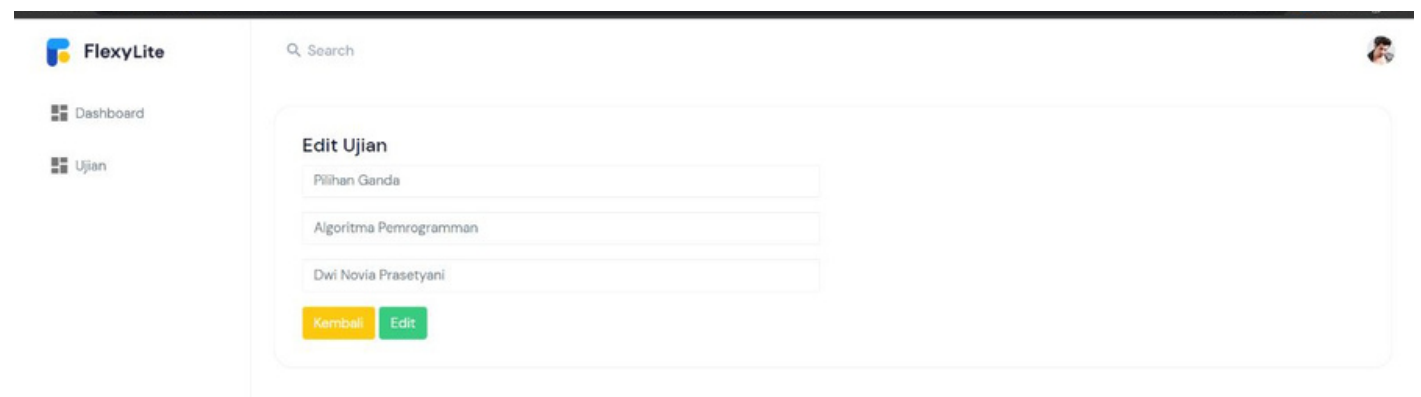 FlexyLite
Search
Dashboard
Ujian
Edit Ujian
Pilihan Ganda
Algoritma Pemrogramman
Dwi Novia Prasetyani
Kembali
Edit